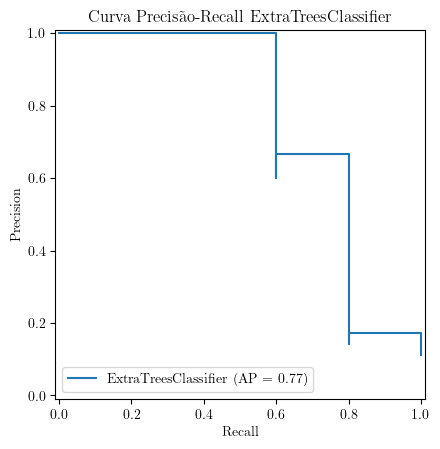 Curva Precisão-Recall ExtraTreesClassifier
1.0
0.8
0.6
0.4
0.2
0.0
Precision
ExtraTreesClassifier (AP = 0.77)
0.0 0.2 0.4 0.6 0.8 1.0
Recall